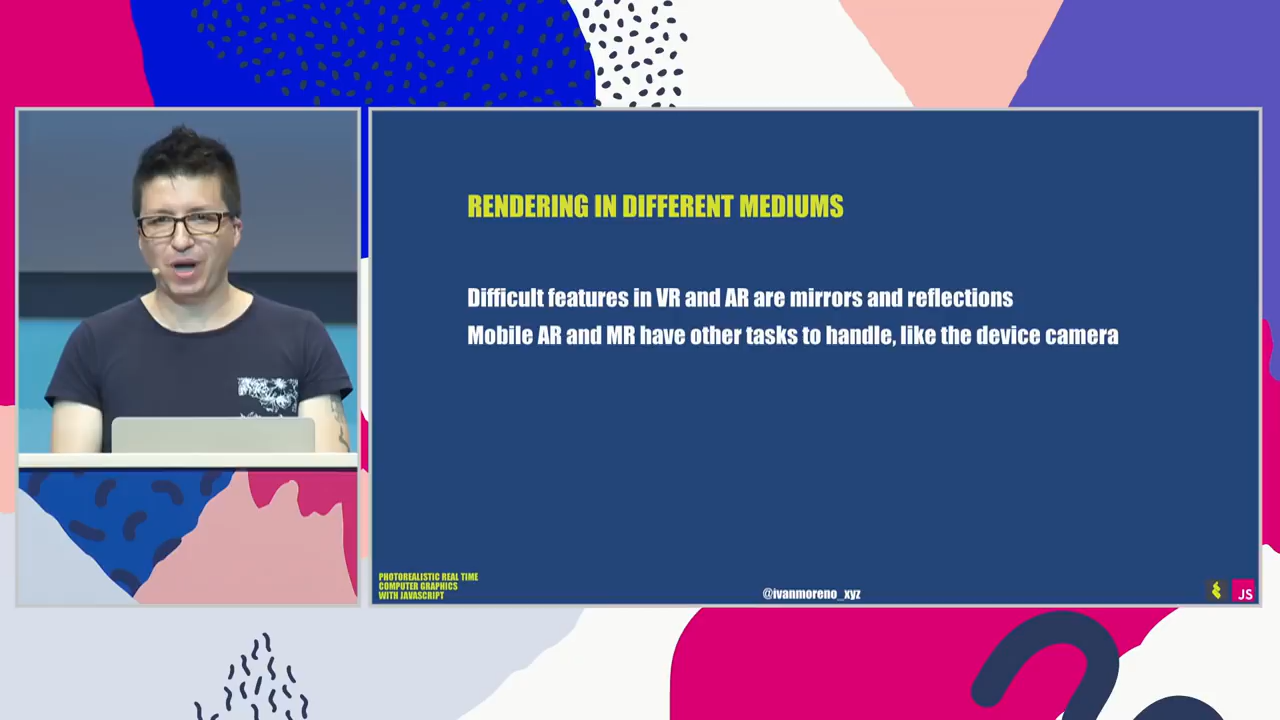 RENDERING IN DIFFERENT MEDIUMS
Difficult features in VR and AR are mirrors and reflections
Mobile AR and MR have other tasks to handle, like the device camera
PHOTOREALISTIC REAL TIME
COMPUTER GRAPHICS
WITH JAVASCRIPT
@ivanmoreno_xyz
JS